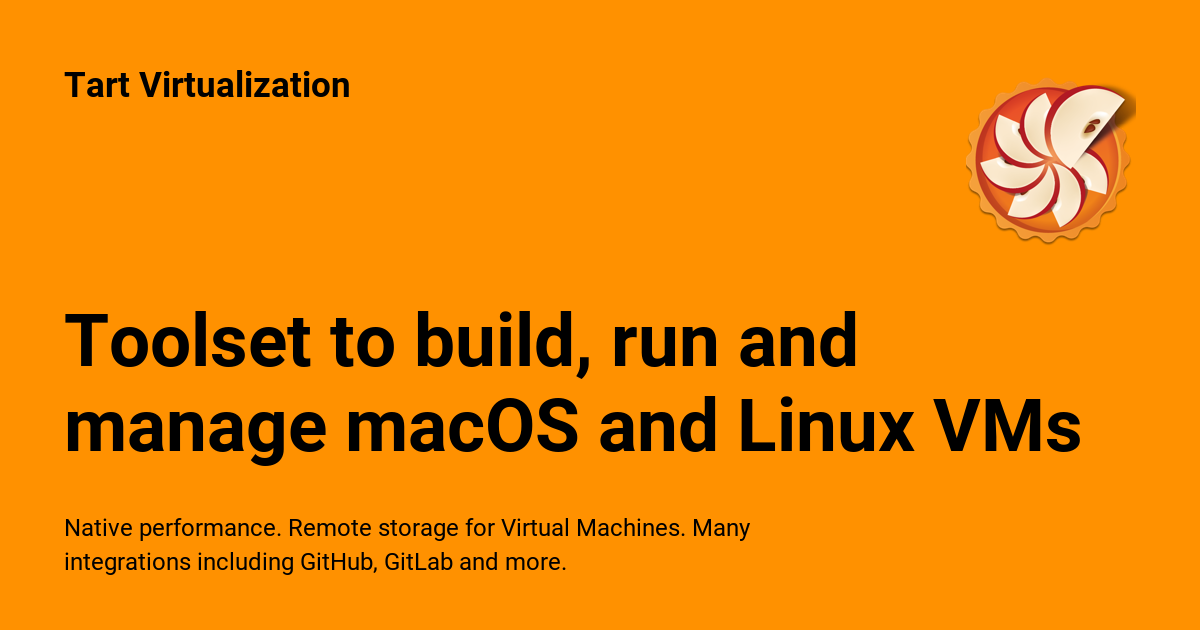 Tart Virtualization
Toolset to build, run and
manage macOS and Linux VMs
Native performance. Remote storage for Virtual Machines. Many
integrations including GitHub, GitLab and more.